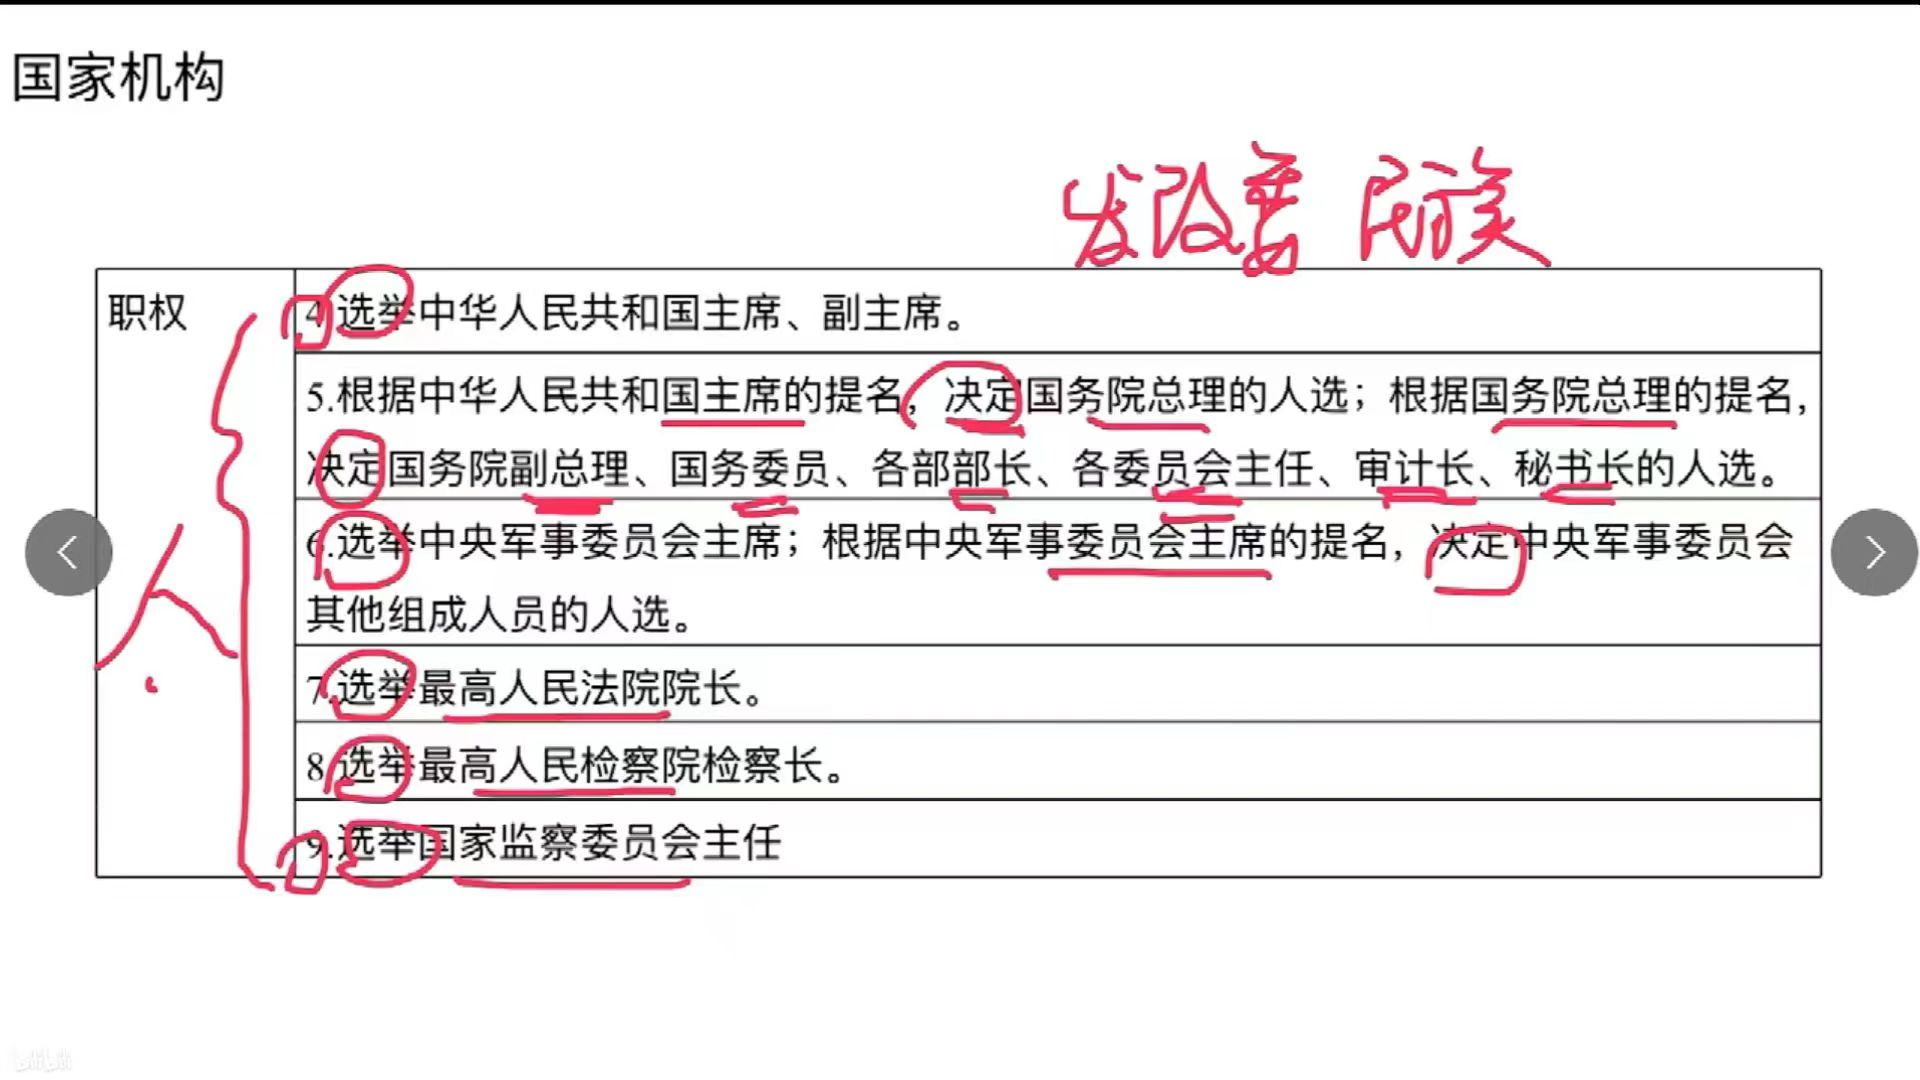 国家机构
发改委 民族
职权
4.选举中华人民共和国主席、副主席。
5.根据中华人民共和国主席的提名，决定国务院总理的人选；根据国务院总理的提名，
决定国务院副总理、国务委员、各部部长、各委员会主任、审计长、秘书长的人选。
6.选举中央军事委员会主席；根据中央军事委员会主席的提名，决定中央军事委员会
其他组成人员的人选。
人
7.选举最高人民法院院长。
8.选举最高人民检察院检察长。
9.选举国家监察委员会主任
bilibili